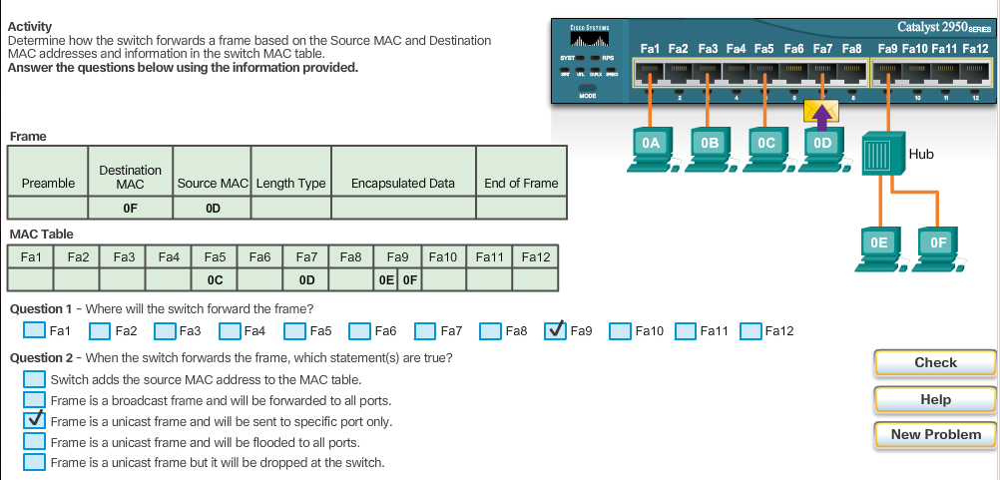 Activity
Determine how the switch forwards a frame based on the Source MAC and Destination
MAC addresses and information in the switch MAC table.
Answer the questions below using the information provided.
CISCO SYSTEMS
Catalyst 2950 SERIES
Fa1 Fa2 Fa3 Fa4 Fa5 Fa6 Fa7 Fa8 Fa9 Fa10 Fa11 Fa12
SYST RPS
STAT UTL DUPLX SPEED
MODE
2 4 6 8 10 11 12
0A 0B 0C 0D
Hub
0E 0F
Frame
Preamble Destination MAC Source MAC Length Type Encapsulated Data End of Frame
0F 0D
MAC Table
Fa1 Fa2 Fa3 Fa4 Fa5 Fa6 Fa7 Fa8 Fa9 Fa10 Fa11 Fa12
0C 0D 0E 0F
Question 1 - Where will the switch forward the frame?
Fa1 Fa2 Fa3 Fa4 Fa5 Fa6 Fa7 Fa8 Fa9 Fa10 Fa11 Fa12
Question 2 - When the switch forwards the frame, which statement(s) are true?
Switch adds the source MAC address to the MAC table.
Frame is a broadcast frame and will be forwarded to all ports.
Frame is a unicast frame and will be sent to specific port only.
Frame is a unicast frame and will be flooded to all ports.
Frame is a unicast frame but it will be dropped at the switch.
Check
Help
New Problem